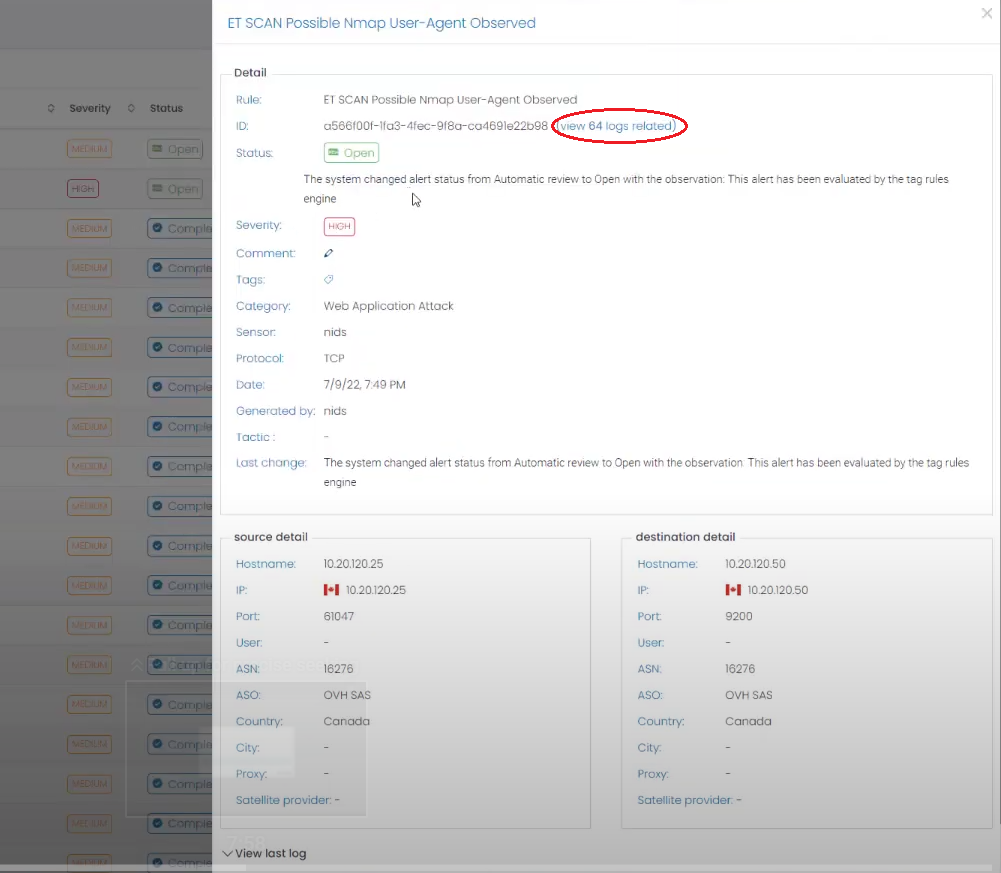 ET SCAN Possible Nmap User-Agent Observed
Detail
Severity Status
Rule: ET SCAN Possible Nmap User-Agent Observed
ID: a566f00f-1fa3-4fec-9f8a-ca4691e22b98 (view 64 logs related)
MEDIUM Open
Status: Open
The system changed alert status from Automatic review to Open with the observation: This alert has been evaluated by the tag rules
HIGH Open
engine
Severity: HIGH
MEDIUM Comple
Comment:
MEDIUM Comple
Tags:
Category: Web Application Attack
MEDIUM Comple
Sensor: nids
MEDIUM Comple
Protocol: TCP
Date: 7/9/22, 7:49 PM
MEDIUM Comple
Generated by: nids
MEDIUM Comple
Tactic : -
Last change: The system changed alert status from Automatic review to Open with the observation: This alert has been evaluated by the tag rules
MEDIUM Comple
engine
MEDIUM Comple
source detail destination detail
MEDIUM Comple
Hostname: 10.20.120.25 Hostname: 10.20.120.50
MEDIUM Comple
IP: 10.20.120.25 IP: 10.20.120.50
Port: 61047 Port: 9200
MEDIUM Comple
User: - User: -
MEDIUM Comple
ASN: 16276 ASN: 16276
ASO: OVH SAS ASO: OVH SAS
MEDIUM Comple
Country: Canada Country: Canada
MEDIUM Comple
City: - City: -
Proxy: - Proxy: -
MEDIUM Comple
Satellite provider: - Satellite provider: -
MEDIUM Comple
View last log
MEDIUM Comple